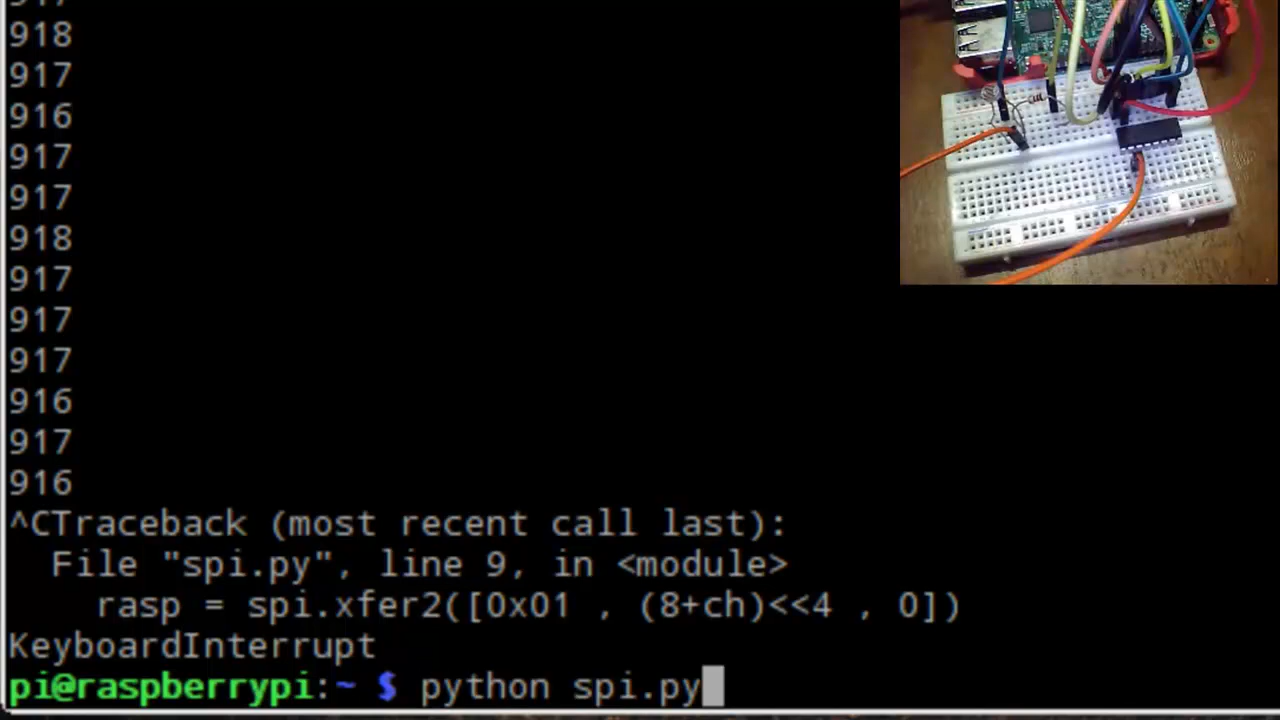 917
918
917
916
917
917
918
917
917
917
916
917
916
^CTraceback (most recent call last):
  File "spi.py", line 9, in <module>
    rasp = spi.xfer2([0x01 , (8+ch)<<4 , 0])
KeyboardInterrupt
pi@raspberrypi:~ $ python spi.py